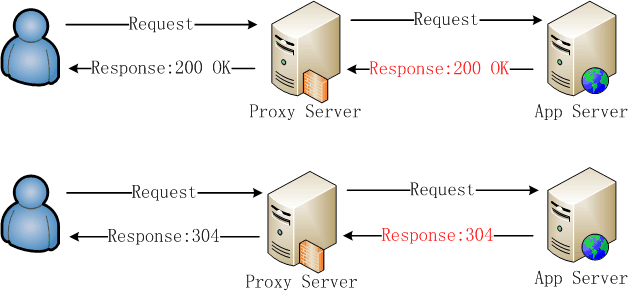 Request
Request
Response:200 OK
Response:200 OK
Proxy Server
App Server
Request
Request
Response:304
Response:304
Proxy Server
App Server